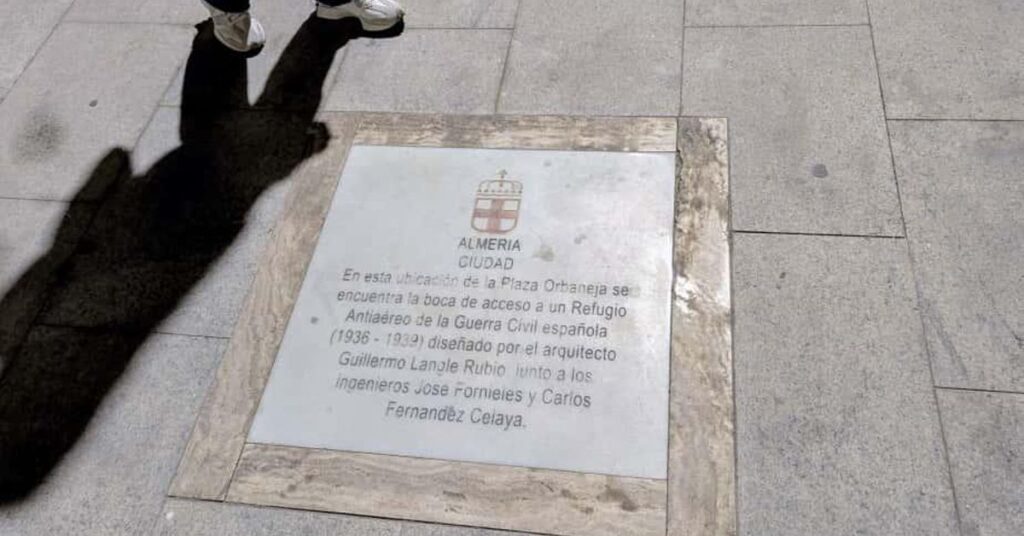 ALMERIA
CIUDAD
En esta ubicación de la Plaza Orbaneja se
encuentra la boca de acceso a un Refugio
Antiaéreo de la Guerra Civil española
(1936 - 1939) diseñado por el arquitecto
Guillermo Langle Rubio junto a los
ingenieros Jose Fornieles y Carlos
Fernandez Celaya.